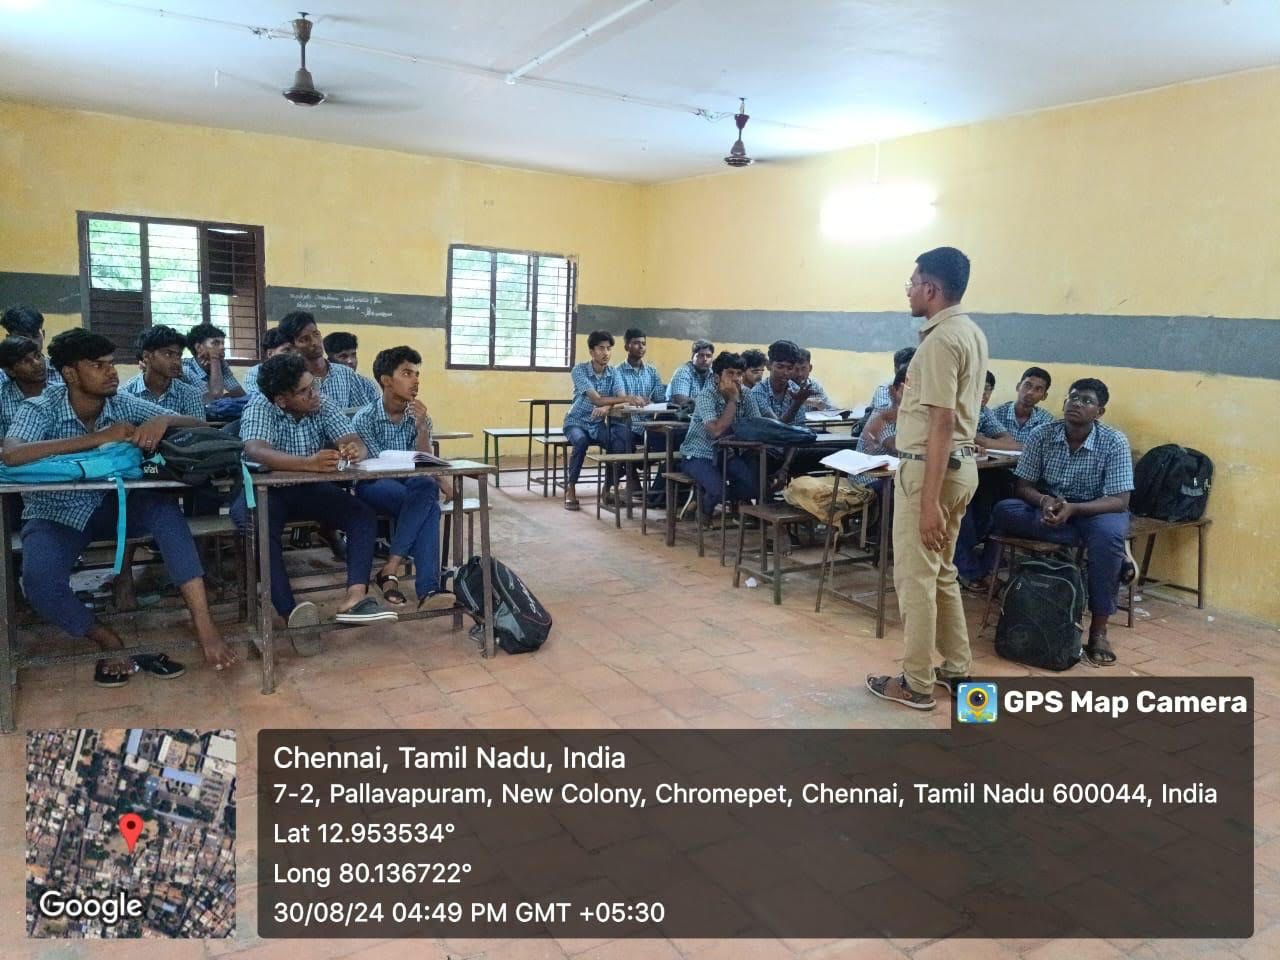 GPS Map Camera
Chennai, Tamil Nadu, India
7-2, Pallavapuram, New Colony, Chromepet, Chennai, Tamil Nadu 600044, India
Lat 12.953534°
Long 80.136722°
30/08/24 04:49 PM GMT +05:30
Google
safari